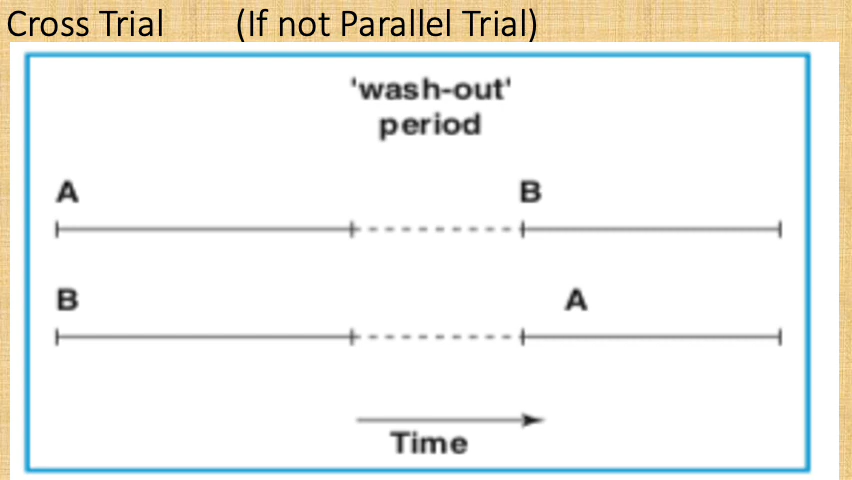 Cross Trial (If not Parallel Trial)
'wash-out'
period
A B
B A
Time